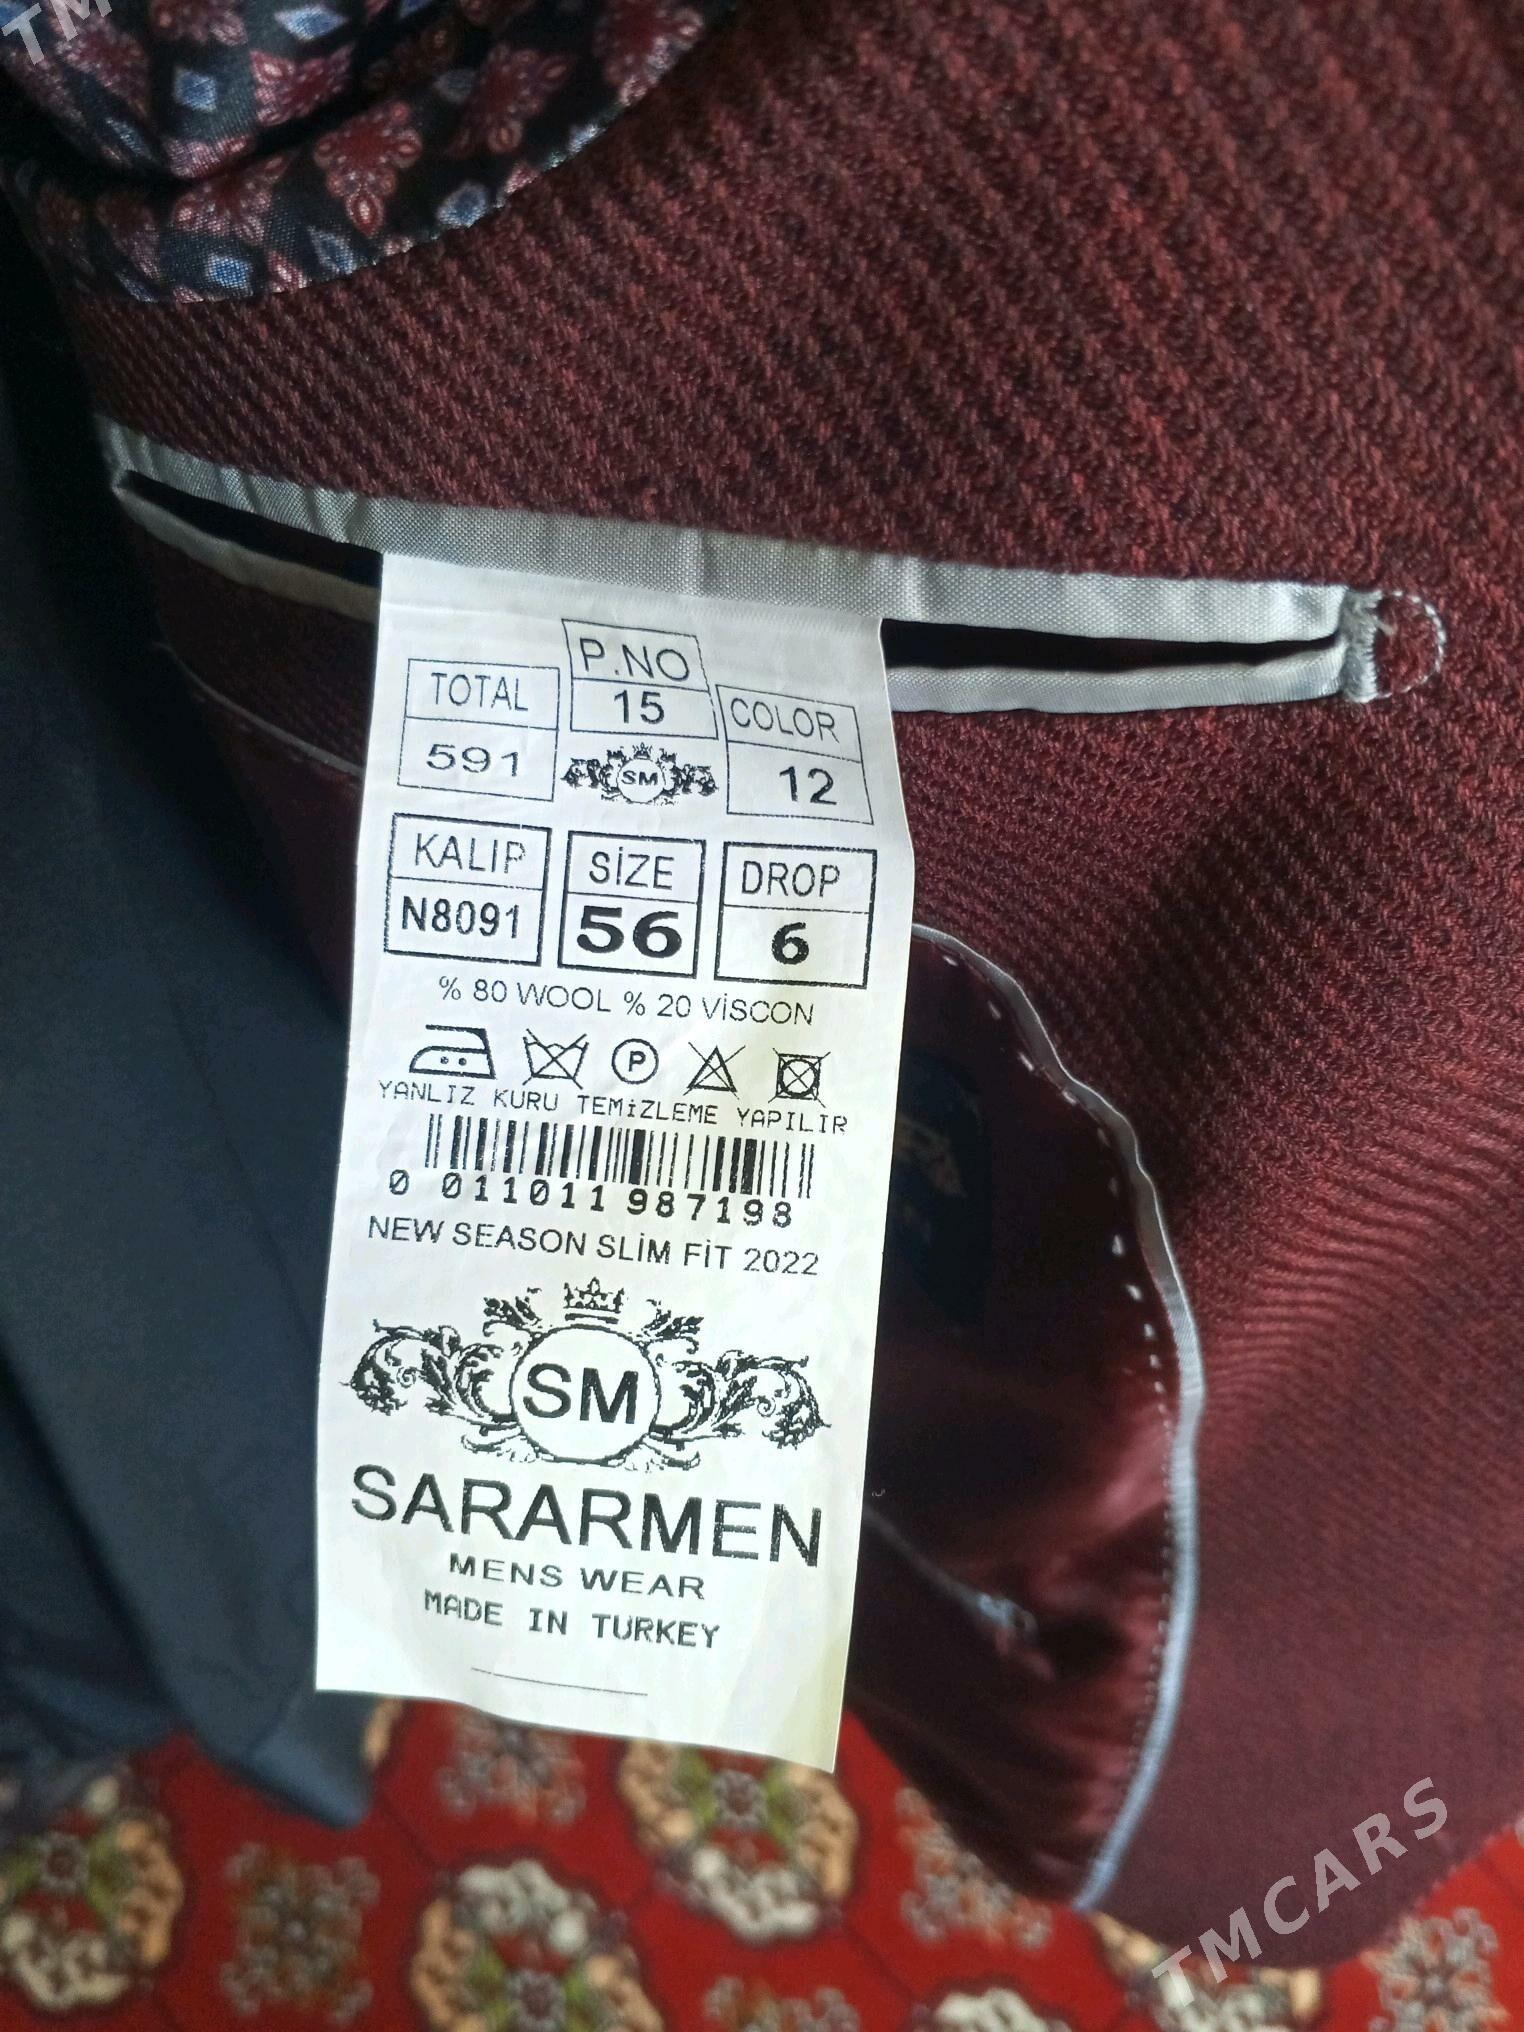 TM
P.NO
15
TOTAL
591
COLOR
12
SM
KALIP
N8091
SİZE
56
DROP
6
% 80 WOOL % 20 VİSCON
P
YANLIZ KURU TEMİZLEME YAPILIR
0 011011 987198
NEW SEASON SLİM FİT 2022
SM
SARARMEN
MENS WEAR
MADE IN TURKEY
TMCARS